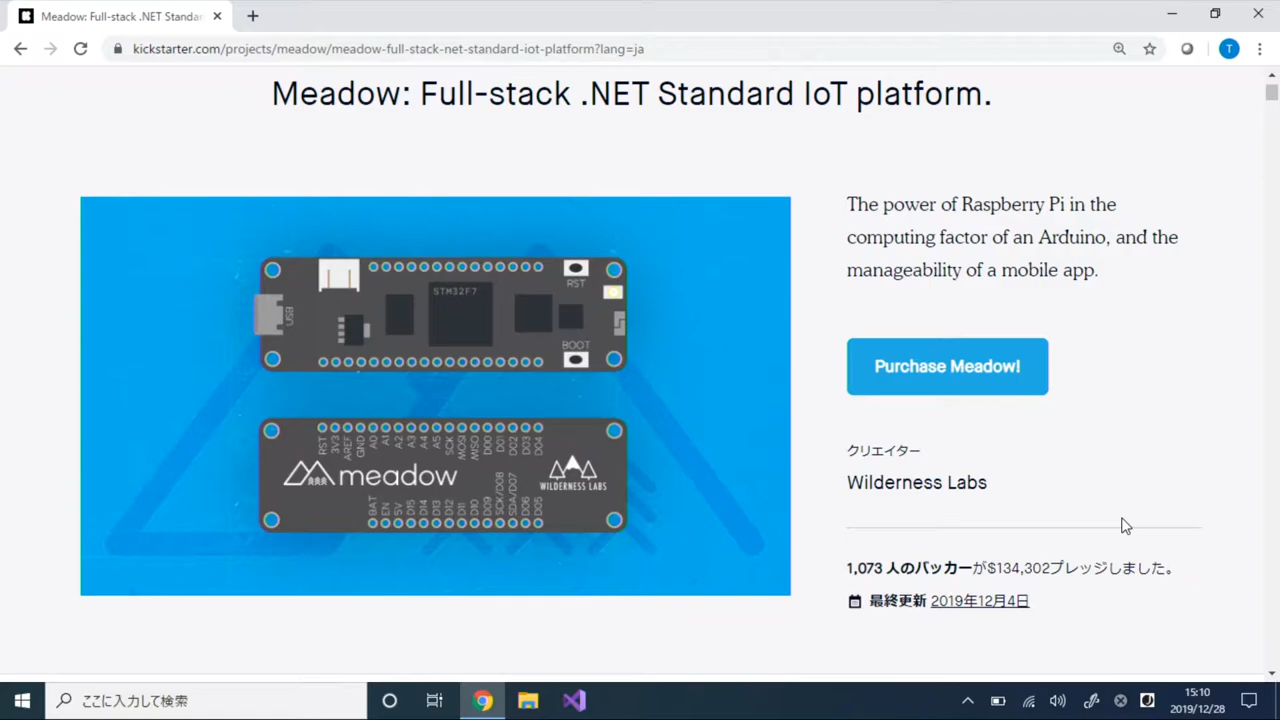 Meadow: Full-stack .NET Standar
kickstarter.com/projects/meadow/meadow-full-stack-net-standard-iot-platform?lang=ja
T
Meadow: Full-stack .NET Standard IoT platform.
The power of Raspberry Pi in the
computing factor of an Arduino, and the
manageability of a mobile app.
Purchase Meadow!
クリエイター
Wilderness Labs
1,073 人のバッカーが$134,302プレッジしました。
最終更新 2019年12月4日
USB
STM32F7
RST
BOOT
RST 3V3 AREF GND A0 A1 A2 A3 A4 A5 SCK MOSI MISO D00 D01 D02 D03 D04
meadow
WILDERNESS LABS
BAT EN 5V D15 D14 D13 D12 D11 D10 D09 SCK/D08 SDA/D07 D06 D05
ここに入力して検索
15:10
2019/12/28